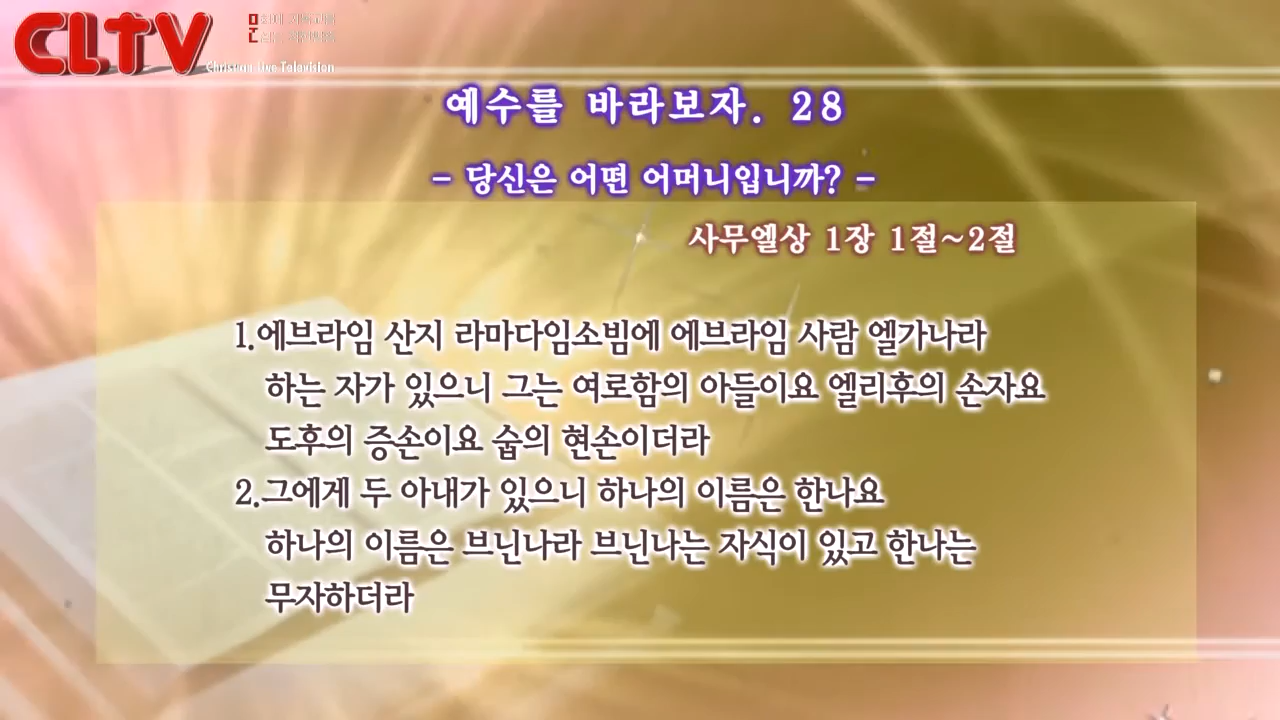 CLTV
Christian Live Television
예수를 바라보자. 28
- 당신은 어떤 어머니입니까? -
사무엘상 1장 1절~2절
1.에브라임 산지 라마다임소빔에 에브라임 사람 엘가나라
하는 자가 있으니 그는 여로함의 아들이요 엘리후의 손자요
도후의 증손이요 숩의 현손이더라
2.그에게 두 아내가 있으니 하나의 이름은 한나요
하나의 이름은 브닌나라 브닌나는 자식이 있고 한나는
무자하더라